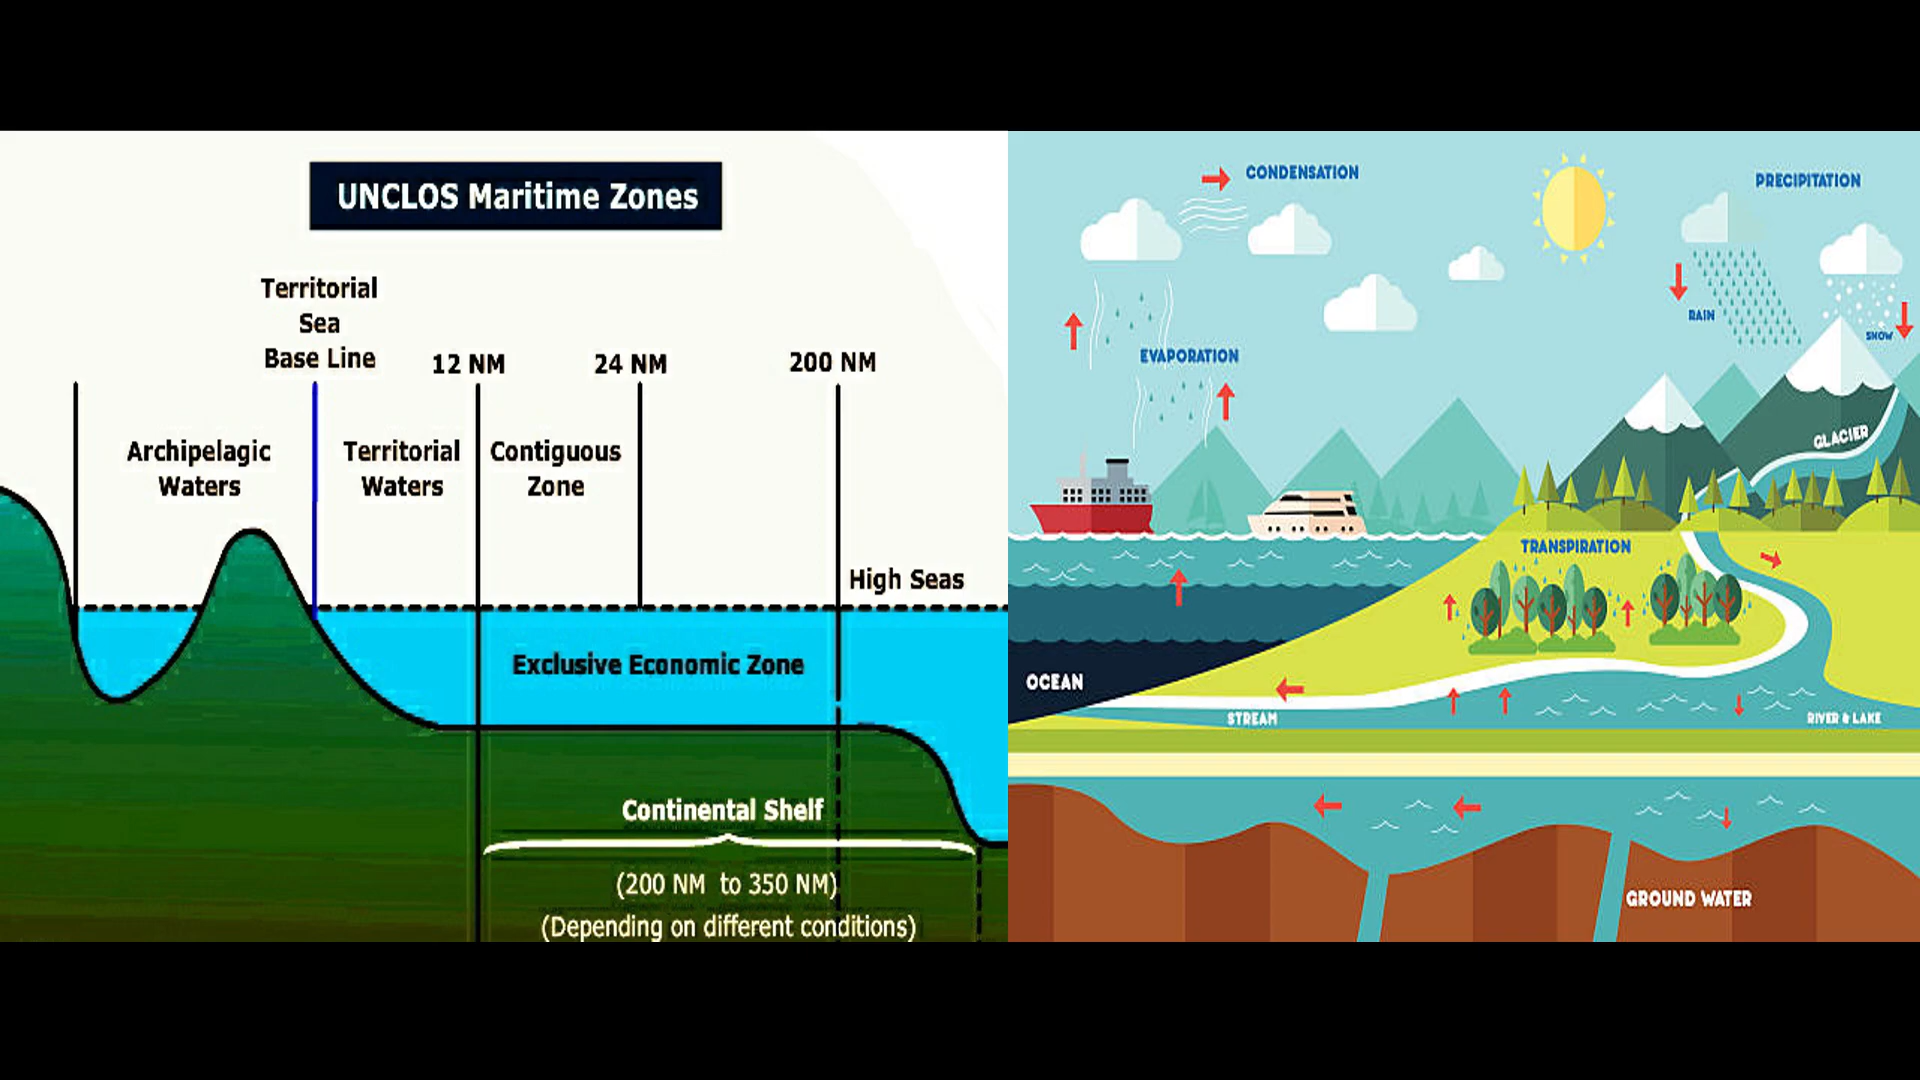 UNCLOS Maritime Zones
Territorial
Sea
Base Line
12 NM
24 NM
200 NM
Archipelagic
Waters
Territorial
Waters
Contiguous
Zone
High Seas
Exclusive Economic Zone
Continental Shelf
(200 NM to 350 NM)
(Depending on different conditions)
CONDENSATION
PRECIPITATION
RAIN
SNOW
EVAPORATION
GLACIER
TRANSPIRATION
OCEAN
STREAM
RIVER & LAKE
GROUND WATER